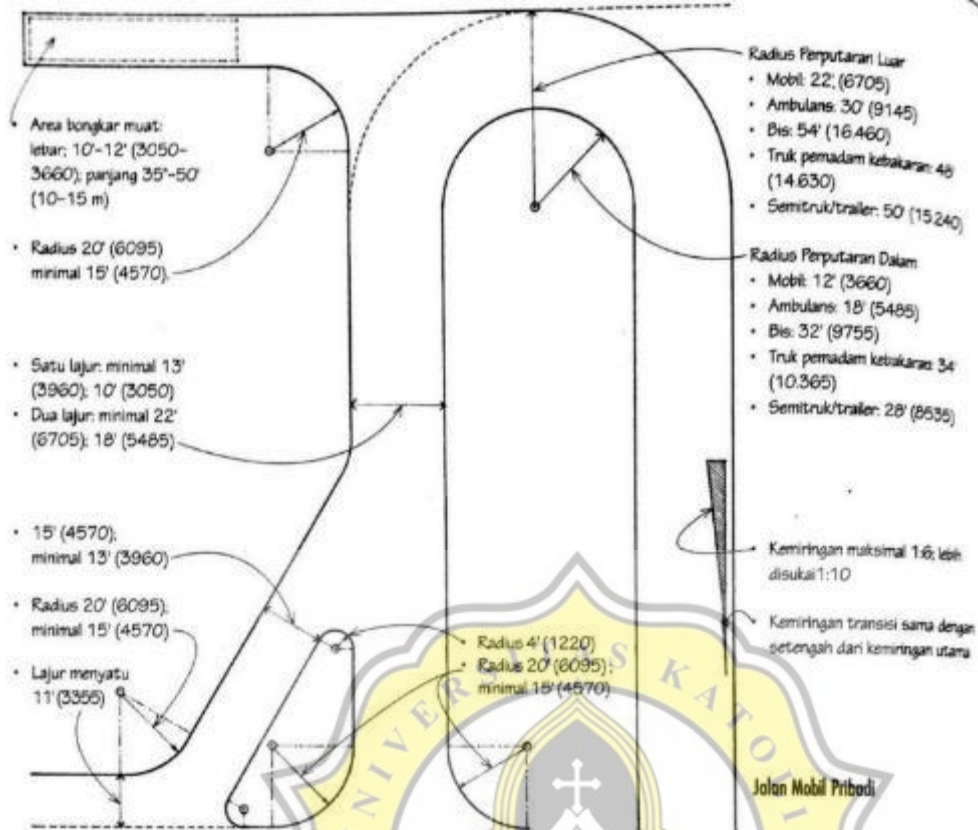 • Area bongkar muat:
lebar; 10'-12' (3050-
3660); panjang 35°-50'
(10-15 m)
• Radius 20' (6095)
minimal 15' (4570).
• Satu lajur: minimal 13'
(3960); 10' (3050)
• Dua lajur: minimal 22'
(6705); 18' (5485)
• 15' (4570);
minimal 13' (3960)
• Radius 20' (6095);
minimal 15' (4570)
• Lajur menyatu
11' (3355)
• Radius 4' (1220)
• Radius 20' (6095);
minimal 15' (4570)
Radius Perputaran Luar
• Mobil: 22', (6705)
• Ambulans: 30' (9145)
• Bis: 54' (16.460)
• Truk pemadam kebakaran: 48'
(14.630)
• Semitruk/trailer: 50' (15.240)
Radius Perputaran Dalam
• Mobil: 12' (3660)
• Ambulans: 18' (5485)
• Bis: 32' (9755)
• Truk pemadam kebakaran: 34'
(10.365)
• Semitruk/trailer: 28' (8535)
• Kemiringan maksimal 1:6; lebih
disukai 1:10
• Kemiringan transisi sama dengan
setengah dari kemiringan utama
Jalan Mobil Pribadi
UNIVERSITAS KATOLI